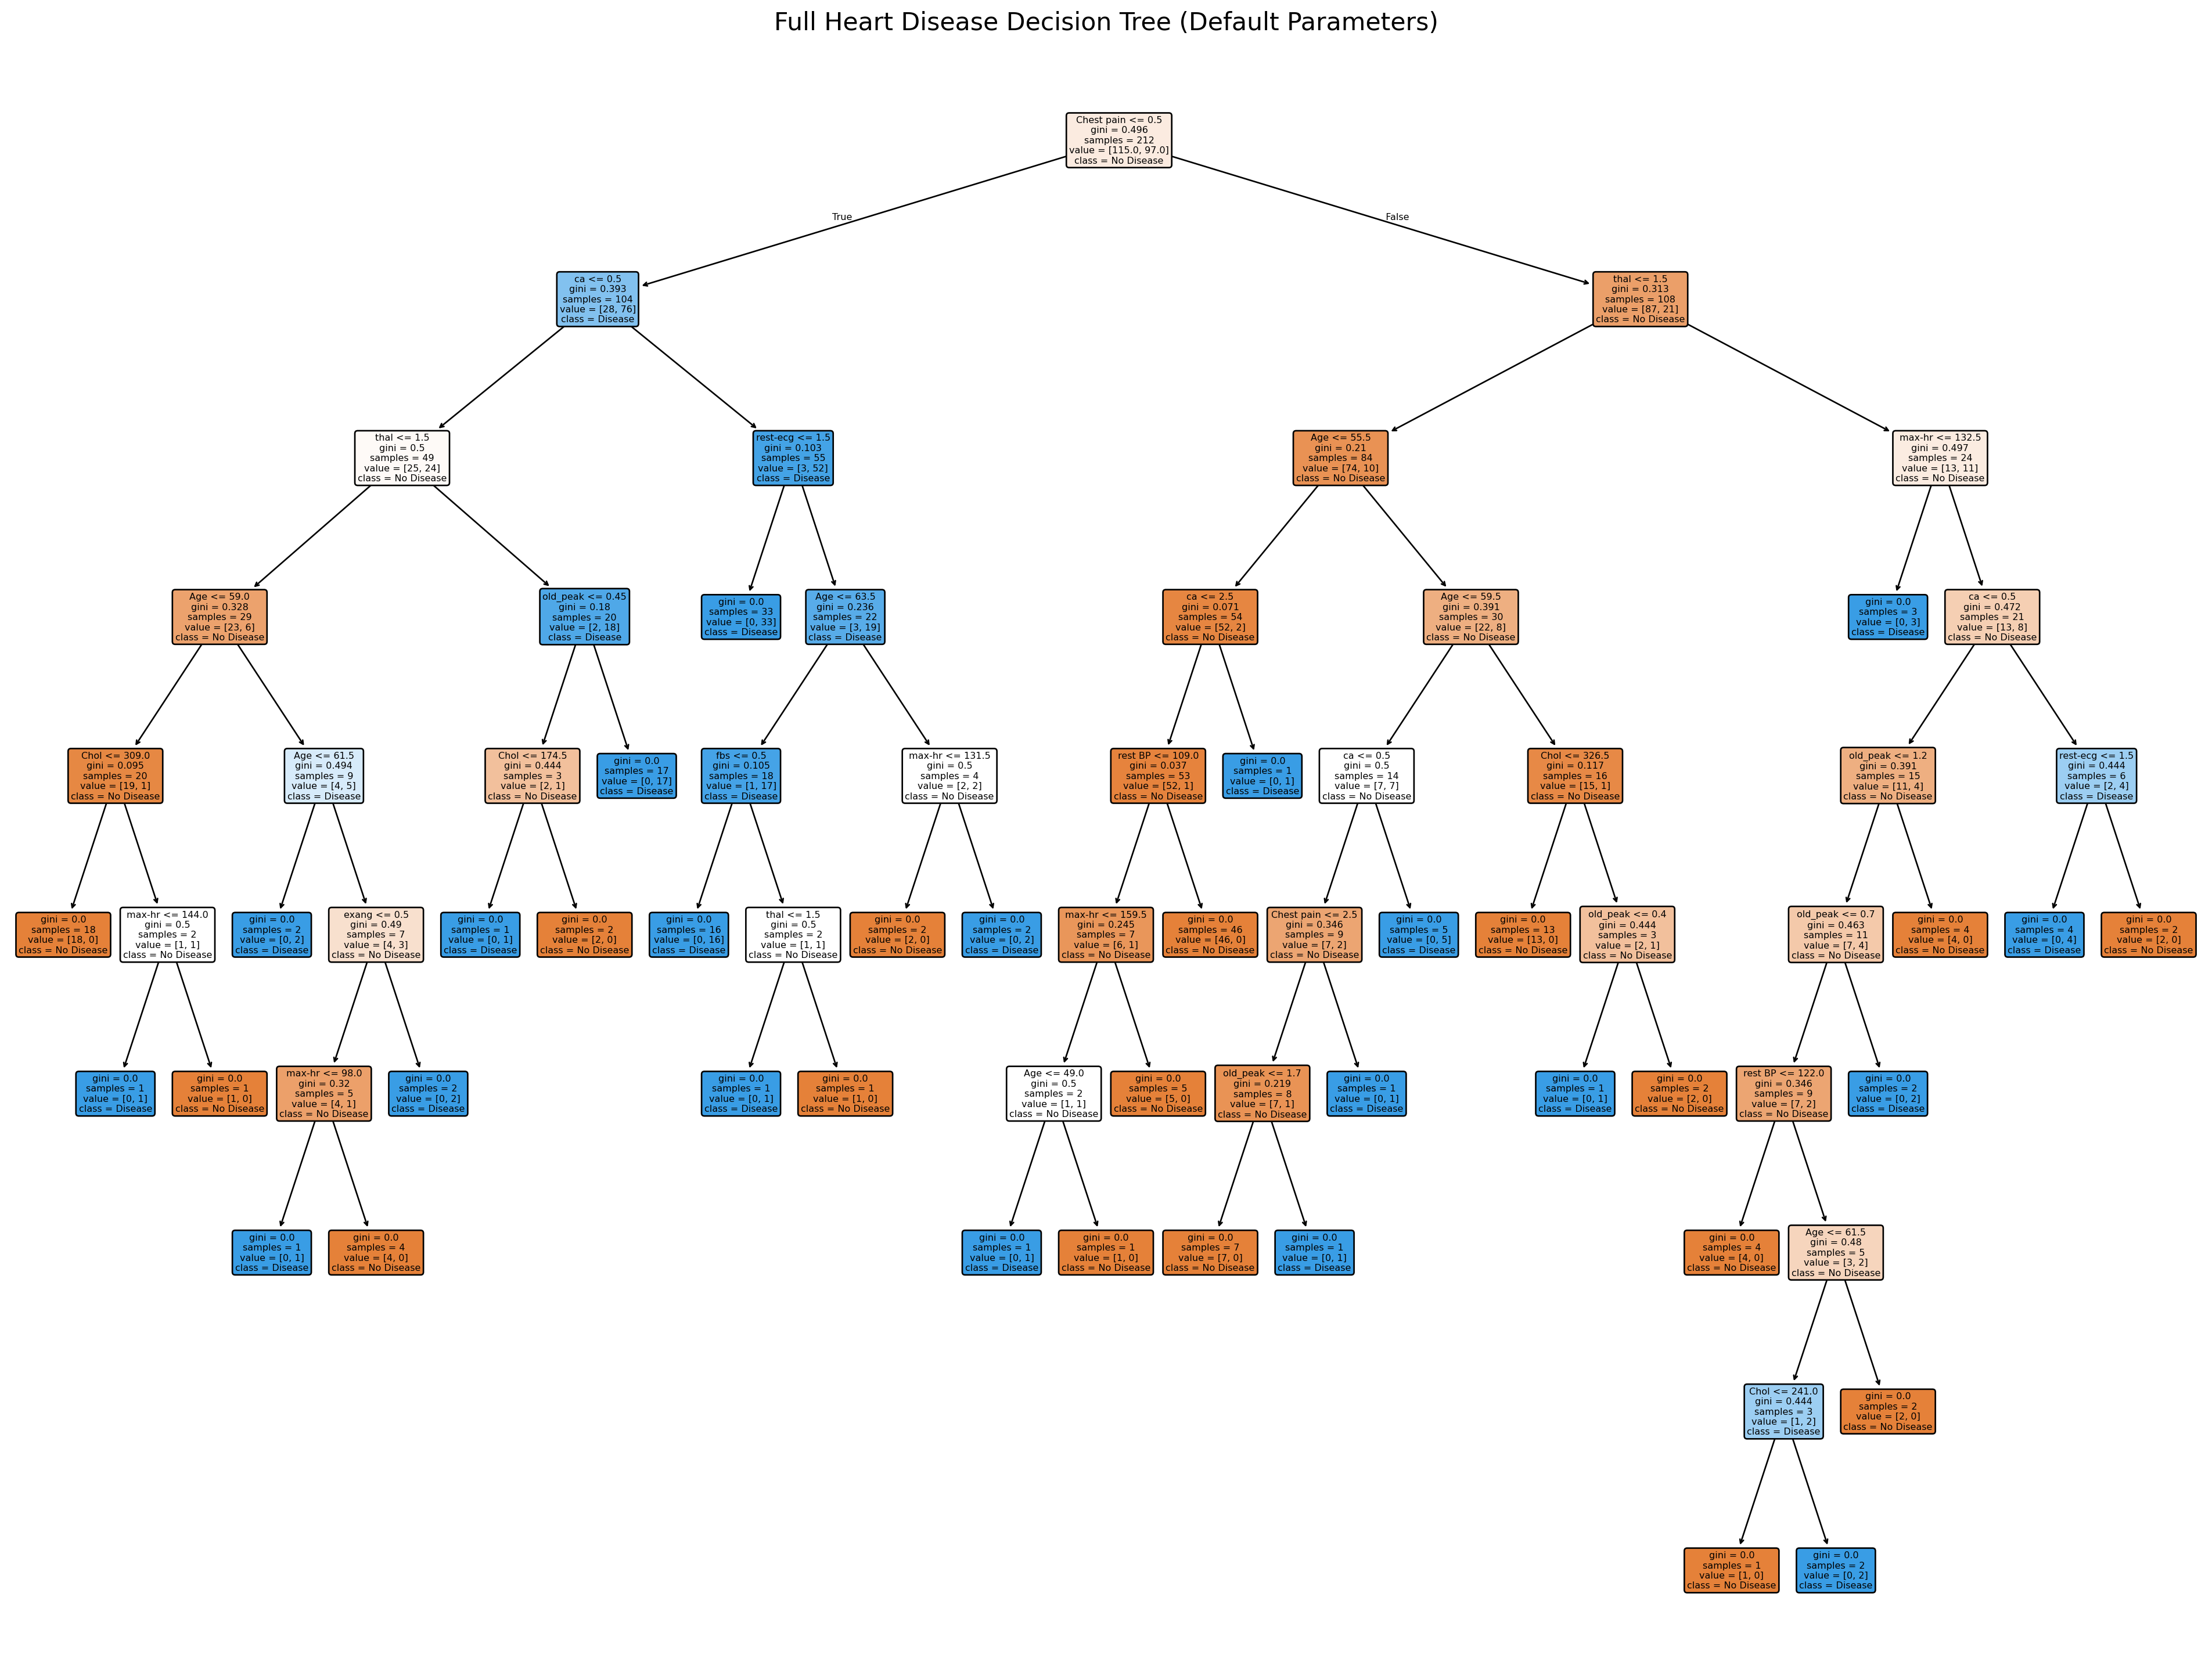 Full Heart Disease Decision Tree (Default Parameters)
Chest pain <= 0.5
gini = 0.496
samples = 212
value = [115.0, 97.0]
class = No Disease
True
False
ca <= 0.5
gini = 0.393
samples = 104
value = [28, 76]
class = Disease
thal <= 1.5
gini = 0.313
samples = 108
value = [87, 21]
class = No Disease
thal <= 1.5
gini = 0.5
samples = 49
value = [25, 24]
class = No Disease
rest-ecg <= 1.5
gini = 0.103
samples = 55
value = [3, 52]
class = Disease
Age <= 55.5
gini = 0.21
samples = 84
value = [74, 10]
class = No Disease
max-hr <= 132.5
gini = 0.497
samples = 24
value = [13, 11]
class = No Disease
Age <= 59.0
gini = 0.328
samples = 29
value = [23, 6]
class = No Disease
old_peak <= 0.45
gini = 0.18
samples = 20
value = [2, 18]
class = Disease
gini = 0.0
samples = 33
value = [0, 33]
class = Disease
Age <= 63.5
gini = 0.236
samples = 22
value = [3, 19]
class = Disease
ca <= 2.5
gini = 0.071
samples = 54
value = [52, 2]
class = No Disease
Age <= 59.5
gini = 0.391
samples = 30
value = [22, 8]
class = No Disease
gini = 0.0
samples = 3
value = [0, 3]
class = Disease
ca <= 0.5
gini = 0.472
samples = 21
value = [13, 8]
class = No Disease
Chol <= 309.0
gini = 0.095
samples = 20
value = [19, 1]
class = No Disease
Age <= 61.5
gini = 0.494
samples = 9
value = [4, 5]
class = Disease
Chol <= 174.5
gini = 0.444
samples = 3
value = [2, 1]
class = No Disease
gini = 0.0
samples = 17
value = [0, 17]
class = Disease
fbs <= 0.5
gini = 0.105
samples = 18
value = [1, 17]
class = Disease
max-hr <= 131.5
gini = 0.5
samples = 4
value = [2, 2]
class = No Disease
rest BP <= 109.0
gini = 0.037
samples = 53
value = [52, 1]
class = No Disease
gini = 0.0
samples = 1
value = [0, 1]
class = Disease
ca <= 0.5
gini = 0.5
samples = 14
value = [7, 7]
class = No Disease
Chol <= 326.5
gini = 0.117
samples = 16
value = [15, 1]
class = No Disease
old_peak <= 1.2
gini = 0.391
samples = 15
value = [11, 4]
class = No Disease
rest-ecg <= 1.5
gini = 0.444
samples = 6
value = [2, 4]
class = Disease
gini = 0.0
samples = 18
value = [18, 0]
class = No Disease
max-hr <= 144.0
gini = 0.5
samples = 2
value = [1, 1]
class = No Disease
gini = 0.0
samples = 2
value = [0, 2]
class = Disease
exang <= 0.5
gini = 0.49
samples = 7
value = [4, 3]
class = No Disease
gini = 0.0
samples = 1
value = [0, 1]
class = Disease
gini = 0.0
samples = 2
value = [2, 0]
class = No Disease
gini = 0.0
samples = 16
value = [0, 16]
class = Disease
thal <= 1.5
gini = 0.5
samples = 2
value = [1, 1]
class = No Disease
gini = 0.0
samples = 2
value = [2, 0]
class = No Disease
gini = 0.0
samples = 2
value = [0, 2]
class = Disease
max-hr <= 159.5
gini = 0.245
samples = 7
value = [6, 1]
class = No Disease
gini = 0.0
samples = 46
value = [46, 0]
class = No Disease
Chest pain <= 2.5
gini = 0.346
samples = 9
value = [7, 2]
class = No Disease
gini = 0.0
samples = 5
value = [0, 5]
class = Disease
gini = 0.0
samples = 13
value = [13, 0]
class = No Disease
old_peak <= 0.4
gini = 0.444
samples = 3
value = [2, 1]
class = No Disease
old_peak <= 0.7
gini = 0.463
samples = 11
value = [7, 4]
class = No Disease
gini = 0.0
samples = 4
value = [4, 0]
class = No Disease
gini = 0.0
samples = 4
value = [0, 4]
class = Disease
gini = 0.0
samples = 2
value = [2, 0]
class = No Disease
gini = 0.0
samples = 1
value = [0, 1]
class = Disease
gini = 0.0
samples = 1
value = [1, 0]
class = No Disease
max-hr <= 98.0
gini = 0.32
samples = 5
value = [4, 1]
class = No Disease
gini = 0.0
samples = 2
value = [0, 2]
class = Disease
gini = 0.0
samples = 1
value = [0, 1]
class = Disease
gini = 0.0
samples = 1
value = [1, 0]
class = No Disease
Age <= 49.0
gini = 0.5
samples = 2
value = [1, 1]
class = No Disease
gini = 0.0
samples = 5
value = [5, 0]
class = No Disease
old_peak <= 1.7
gini = 0.219
samples = 8
value = [7, 1]
class = No Disease
gini = 0.0
samples = 1
value = [0, 1]
class = Disease
gini = 0.0
samples = 1
value = [0, 1]
class = Disease
gini = 0.0
samples = 2
value = [2, 0]
class = No Disease
rest BP <= 122.0
gini = 0.346
samples = 9
value = [7, 2]
class = No Disease
gini = 0.0
samples = 2
value = [0, 2]
class = Disease
gini = 0.0
samples = 1
value = [0, 1]
class = Disease
gini = 0.0
samples = 4
value = [4, 0]
class = No Disease
gini = 0.0
samples = 1
value = [0, 1]
class = Disease
gini = 0.0
samples = 1
value = [1, 0]
class = No Disease
gini = 0.0
samples = 7
value = [7, 0]
class = No Disease
gini = 0.0
samples = 1
value = [0, 1]
class = Disease
gini = 0.0
samples = 4
value = [4, 0]
class = No Disease
Age <= 61.5
gini = 0.48
samples = 5
value = [3, 2]
class = No Disease
Chol <= 241.0
gini = 0.444
samples = 3
value = [1, 2]
class = Disease
gini = 0.0
samples = 2
value = [2, 0]
class = No Disease
gini = 0.0
samples = 1
value = [1, 0]
class = No Disease
gini = 0.0
samples = 2
value = [0, 2]
class = Disease